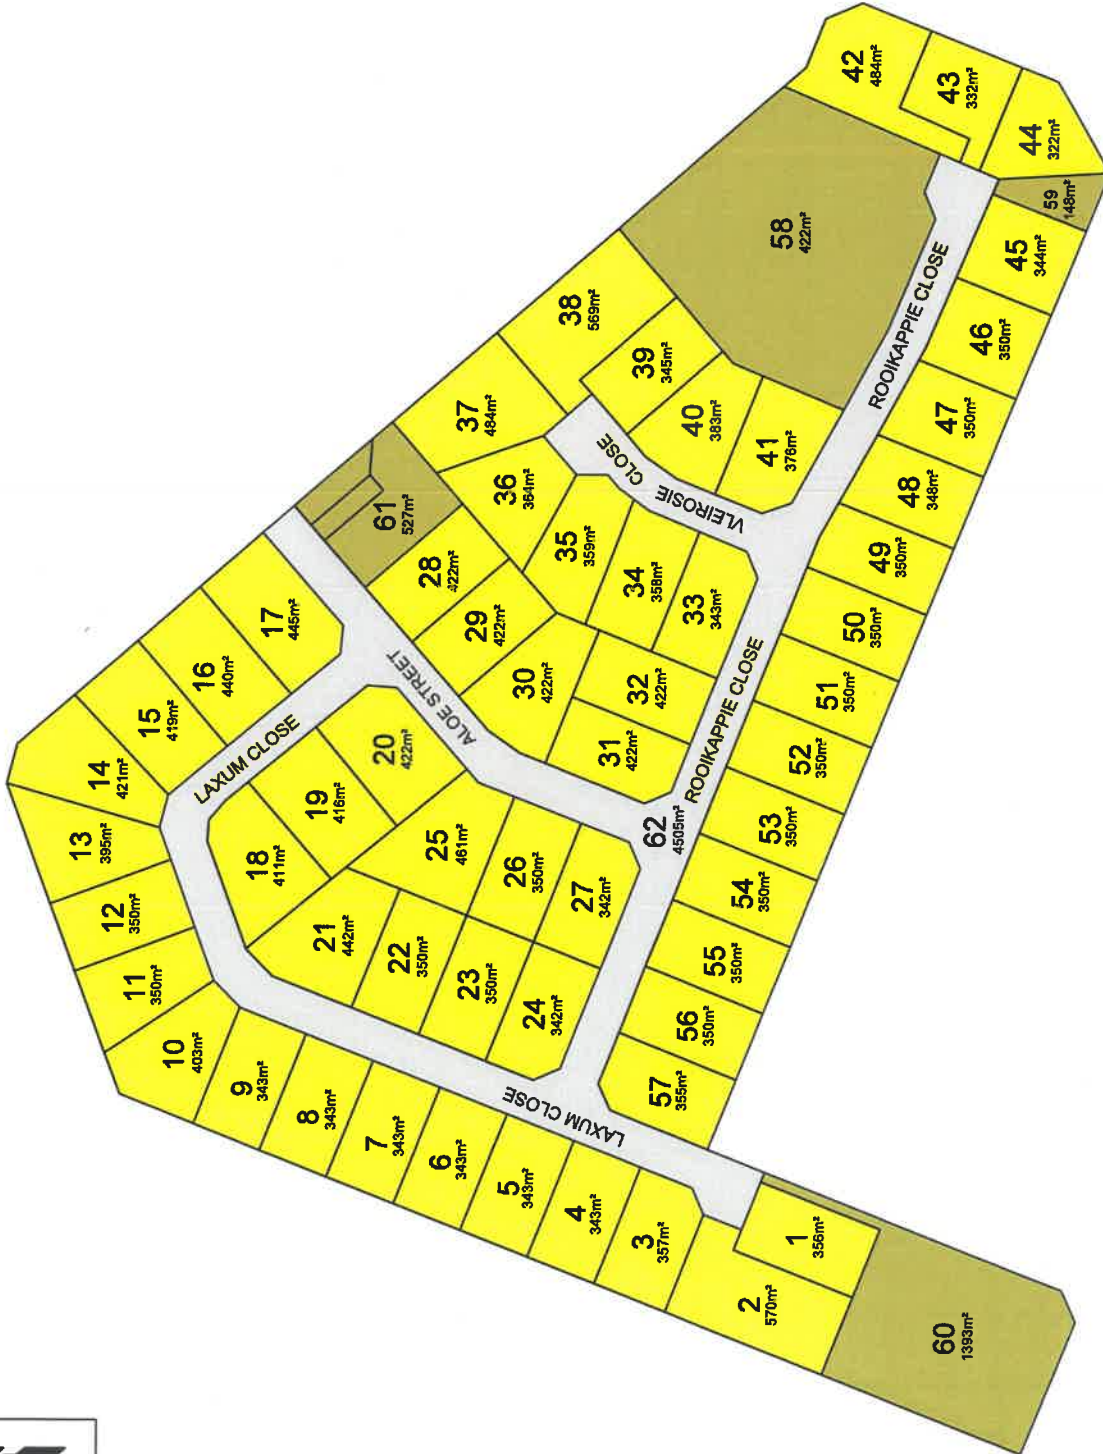 42
484m²
43
332m²
44
322m²
59
148m²
58
422m²
45
344m²
46
350m²
47
350m²
48
348m²
49
350m²
50
350m²
51
350m²
52
350m²
53
350m²
54
350m²
55
350m²
56
350m²
57
355m²
38
569m²
39
345m²
40
383m²
41
376m²
37
484m²
36
364m²
35
359m²
34
358m²
33
343m²
61
527m²
28
422m²
29
422m²
30
422m²
32
422m²
31
422m²
17
445m²
16
440m²
15
419m²
14
421m²
13
395m²
12
350m²
11
350m²
10
403m²
9
343m²
8
343m²
7
343m²
6
343m²
5
343m²
4
343m²
3
357m²
2
570m²
1
356m²
60
1393m²
20
422m²
19
416m²
18
411m²
25
461m²
26
350m²
27
342m²
21
442m²
22
350m²
23
350m²
24
342m²
62
4505m²
ROOIKAPPIE CLOSE
ROOIKAPPIE CLOSE
VLEIROSIE CLOSE
ALOE STREET
LAXUM CLOSE
LAXUM CLOSE